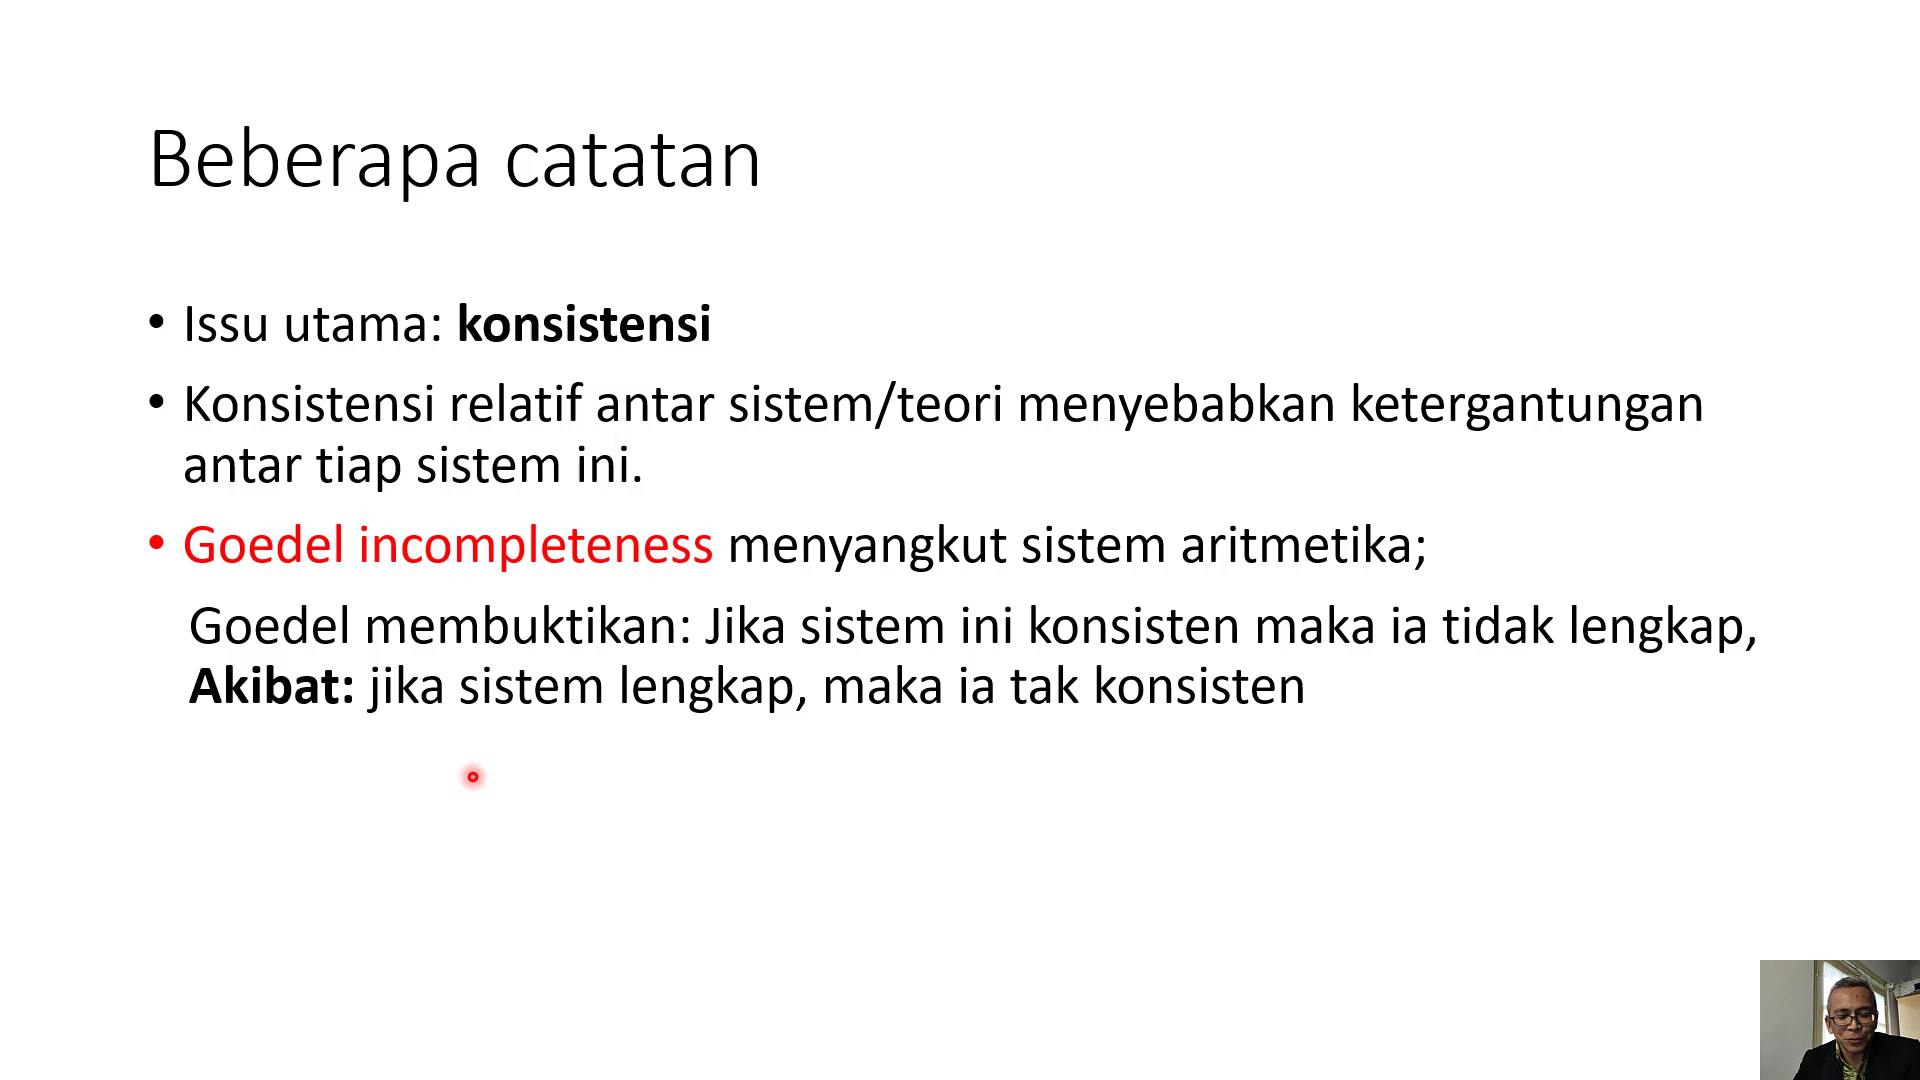 Beberapa catatan
• Issu utama: konsistensi
• Konsistensi relatif antar sistem/teori menyebabkan ketergantungan
antar tiap sistem ini.
• Goedel incompleteness menyangkut sistem aritmetika;
Goedel membuktikan: Jika sistem ini konsisten maka ia tidak lengkap,
Akibat: jika sistem lengkap, maka ia tak konsisten